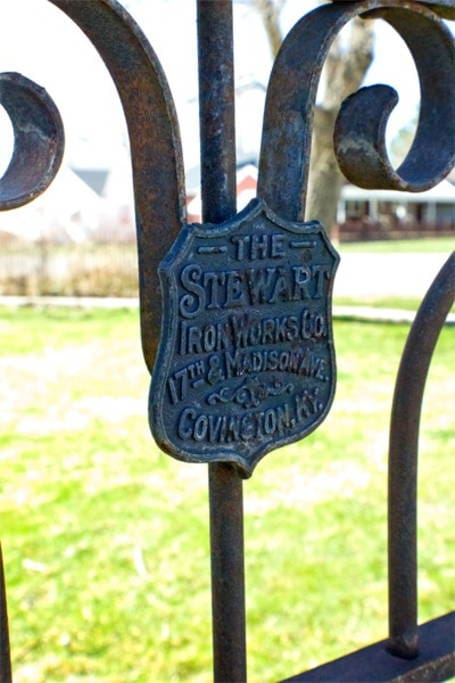 — THE —
STEWART
IRON WORKS CO.
17TH & MADISON AVE.
COVINGTON, KY.